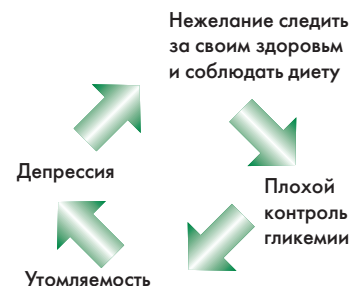 Нежелание следить
за своим здоровьм
и соблюдать диету
Депрессия
Плохой
контроль
гликемии
Утомляемость